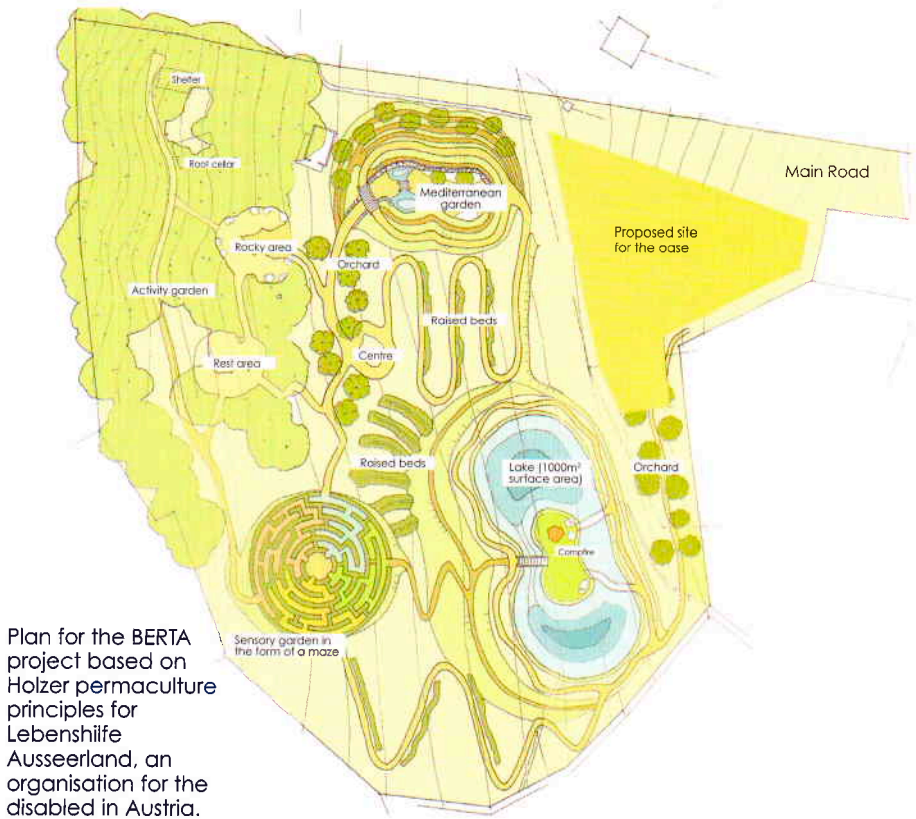 Shelter
Root cellar
Main Road
Mediterranean
garden
Proposed site
for the oase
Rocky area
Orchard
Activity garden
Raised beds
Centre
Rest area
Raised beds
Lake (1000m²
surface area)
Orchard
Campfire
Sensory garden in
the form of a maze
Plan for the BERTA
project based on
Holzer permaculture
principles for
Lebenshilfe
Ausseerland, an
organisation for the
disabled in Austria.